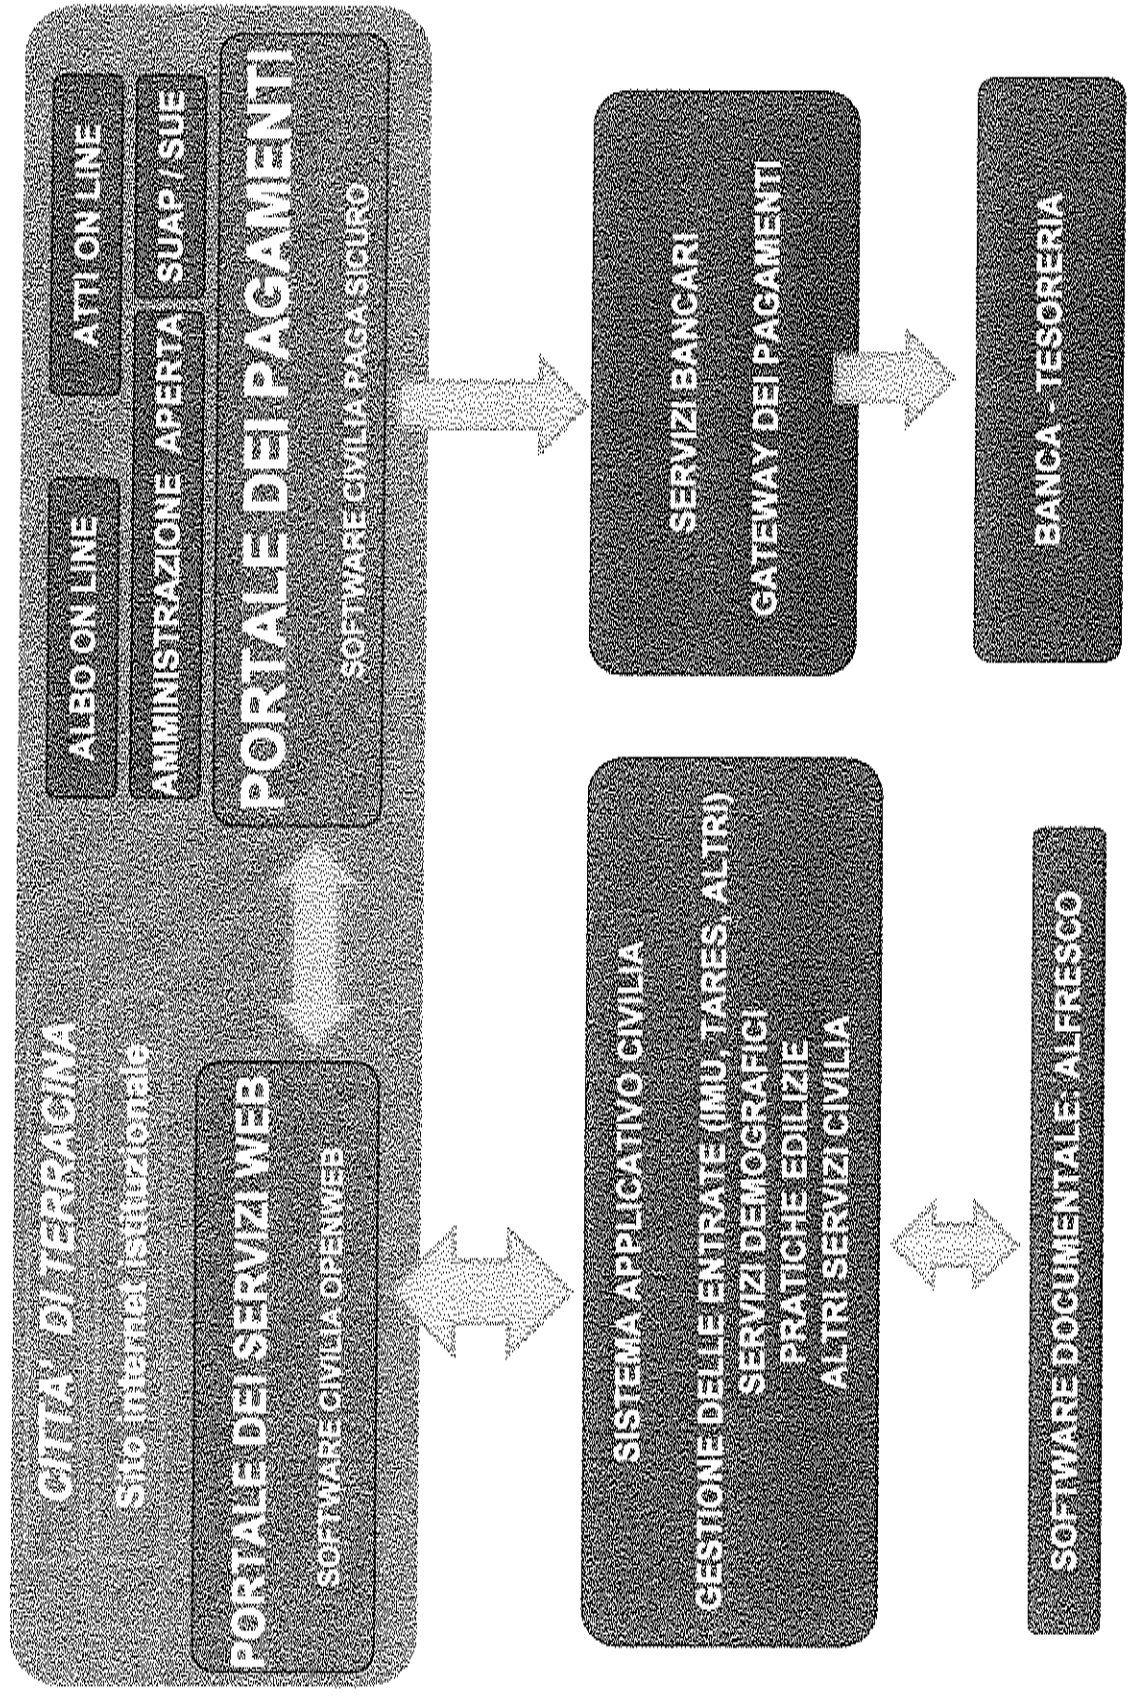 CITTA' DI TERRACINA
Sito internet istituzionale
ALBO ON LINE
ATTI ON LINE
AMMINISTRAZIONE APERTA
SUAP / SUE
PORTALE DEI SERVIZI WEB
SOFTWARE CIVILIA OPENWEB
PORTALE DEI PAGAMENTI
SOFTWARE CIVILIA PAGA SICURO
SISTEMA APPLICATIVO CIVILIA
GESTIONE DELLE ENTRATE (IMU, TARES, ALTRI)
SERVIZI DEMOGRAFICI
PRATICHE EDILIZIE
ALTRI SERVIZI CIVILIA
SERVIZI BANCARI
GATEWAY DEI PAGAMENTI
SOFTWARE DOCUMENTALE: ALFRESCO
BANCA - TESORERIA